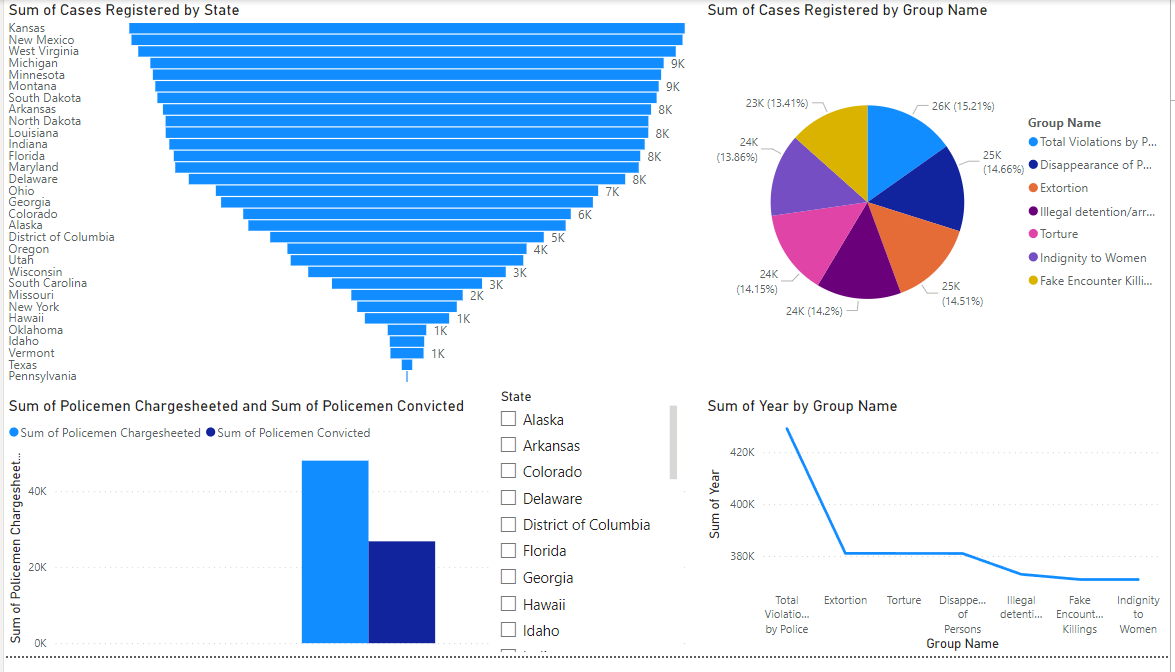 Sum of Cases Registered by State
Kansas
New Mexico
West Virginia
Michigan
9K
Minnesota
Montana
9K
South Dakota
Arkansas
8K
North Dakota
Louisiana
8K
Indiana
Florida
8K
Maryland
Delaware
8K
Ohio
7K
Georgia
Colorado
6K
Alaska
District of Columbia
5K
Oregon
4K
Utah
Wisconsin
3K
South Carolina
3K
Missouri
2K
New York
Hawaii
1K
Oklahoma
1K
Idaho
Vermont
1K
Texas
Pennsylvania
Sum of Cases Registered by Group Name
23K (13.41%)
26K (15.21%)
24K
(13.86%)
25K
(14.66%)
24K
(14.15%)
24K (14.2%)
25K
(14.51%)
Group Name
Total Violations by P...
Disappearance of P...
Extortion
Illegal detention/arr...
Torture
Indignity to Women
Fake Encounter Killi...
Sum of Policemen Chargesheeted and Sum of Policemen Convicted
Sum of Policemen Chargesheeted
Sum of Policemen Convicted
Sum of Policemen Chargesheet...
40K
20K
0K
State
Alaska
Arkansas
Colorado
Delaware
District of Columbia
Florida
Georgia
Hawaii
Idaho
Sum of Year by Group Name
Sum of Year
420K
400K
380K
Total
Violatio...
by Police
Extortion
Torture
Disappe...
of
Persons
Illegal
detenti...
Fake
Encount...
Killings
Indignity
to
Women
Group Name